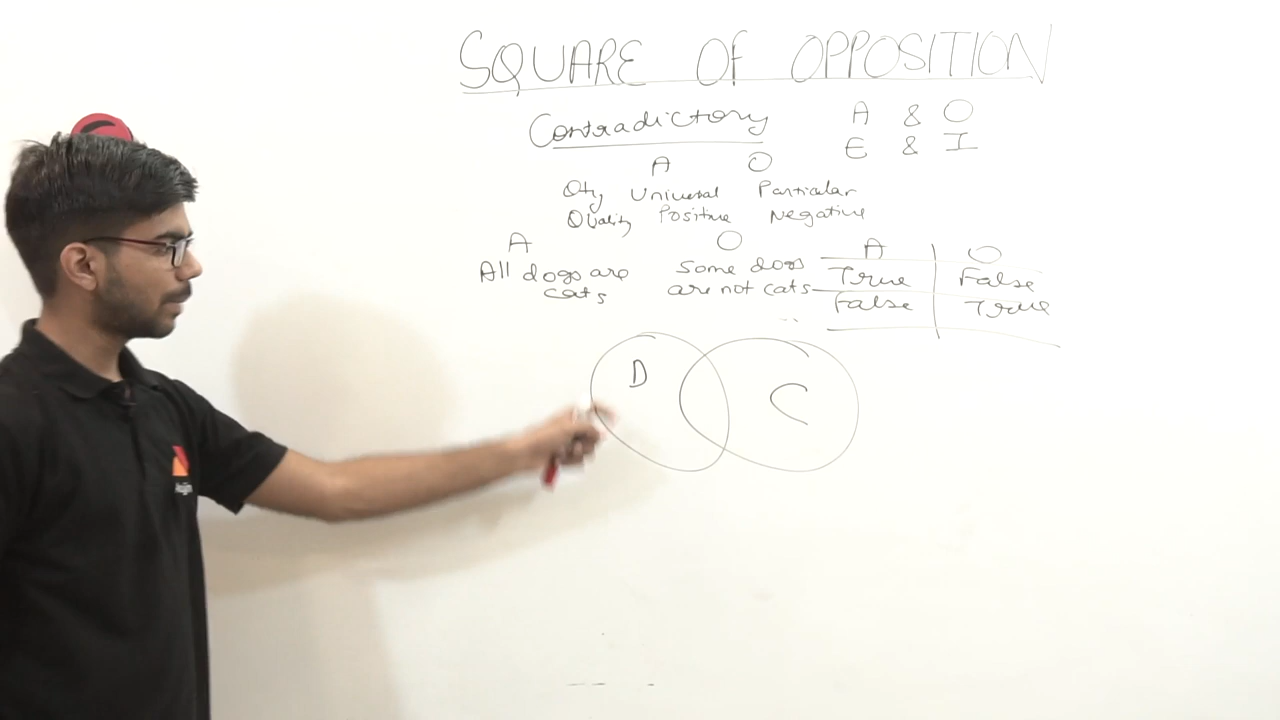 SQUARE OF OPPOSITION
Contradictory A & O
E & I
A O
Qty Universal Particular
Quality Positive Negative
A O A O
All dogs are cats
Some dogs are not cats
True False
False True
D C